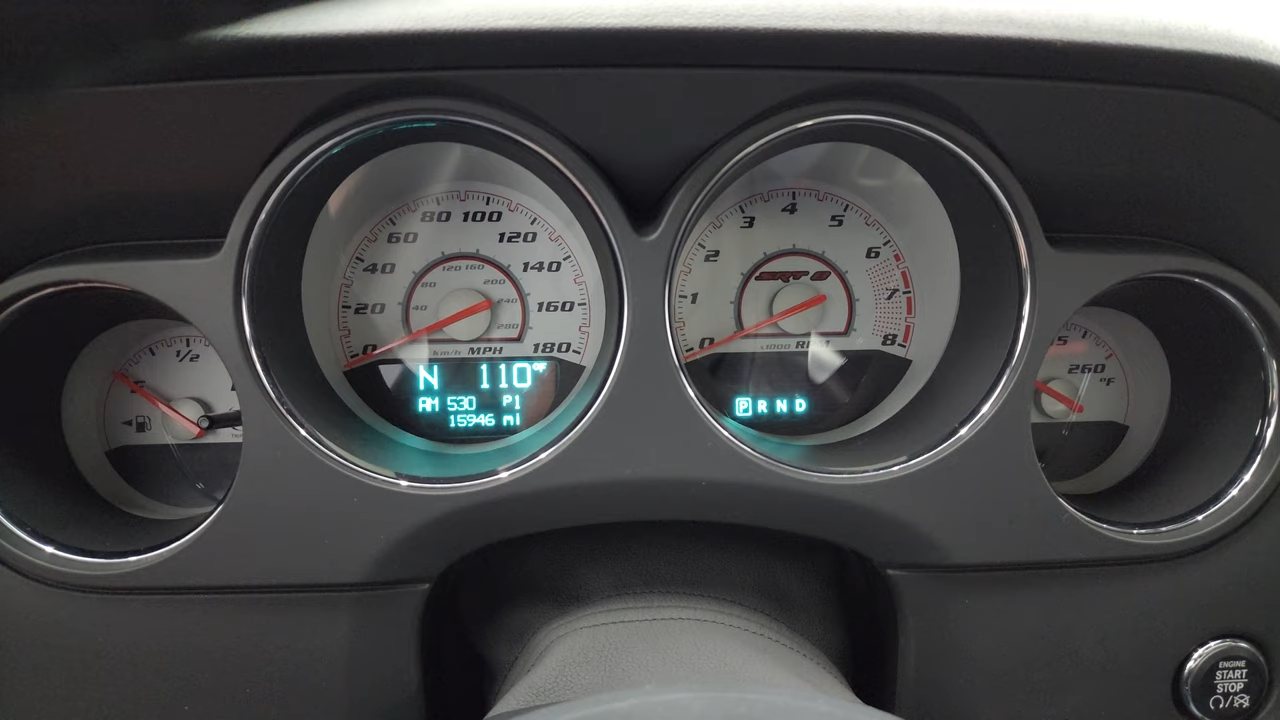 80 100
60 120
40 140
20 160
0 180
120 160
80 200
40 240
280
km/h MPH
N 110°F
AM 530 P1
15946 mi
4
3 5
2 6
1 7
0 8
SRT 8
x1000 RPM
P R N D
1/2
E
260
°F
ENGINE
START
STOP